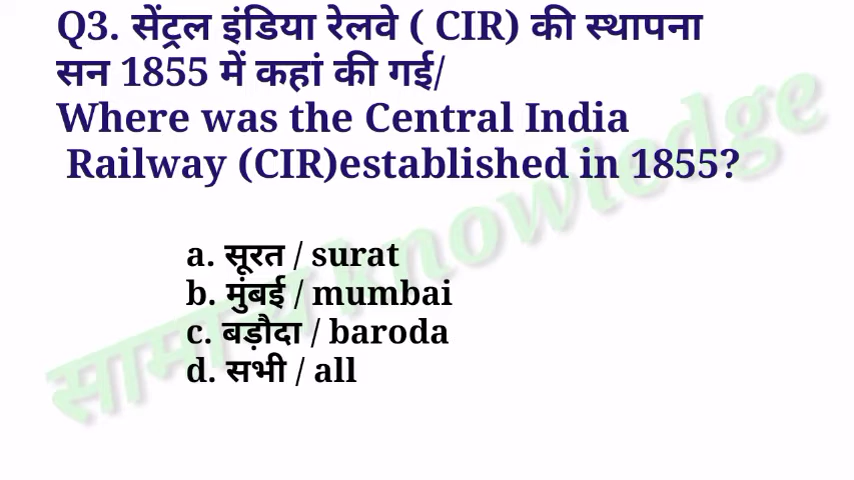 Q3. सेंट्रल इंडिया रेलवे ( CIR) की स्थापना
सन 1855 में कहां की गई/
Where was the Central India
Railway (CIR)established in 1855?
a. सूरत / surat
b. मुंबई / mumbai
c. बड़ौदा / baroda
d. सभी / all
सामान्य knowledge